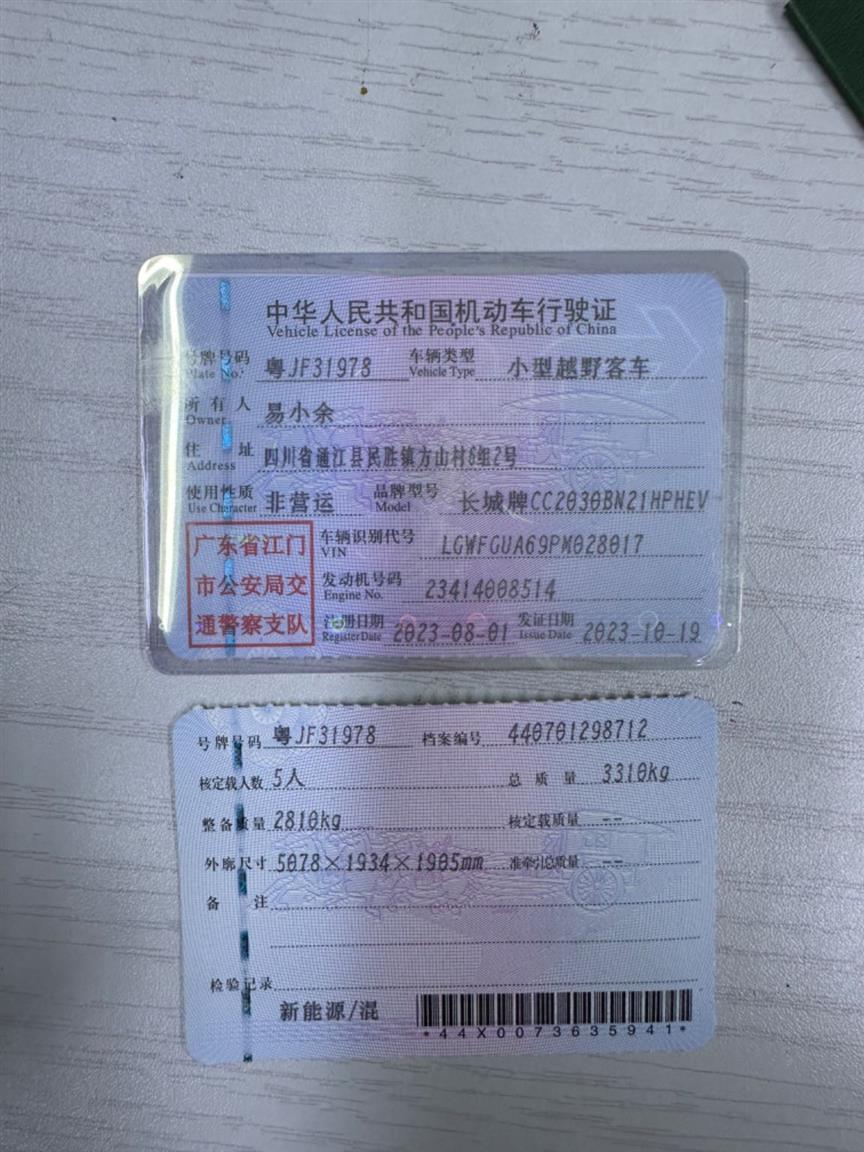 中华人民共和国机动车行驶证
Vehicle License of the People's Republic of China
号牌号码 粤JF31978 车辆类型 小型越野客车
Plate No. Vehicle Type
所有人 易小余
Owner
住址 四川省通江县民胜镇方山村6组2号
Address
使用性质 非营运 品牌型号 长城牌CC2030BN21HPHEV
Use Character Model
广东省江门
市公安局交
通警察支队
车辆识别代号 LGWFGUA69PM028017
VIN
发动机号码 23414008514
Engine No.
注册日期 2023-08-01 发证日期 2023-10-19
Register Date Issue Date
号牌号码 粤JF31978 档案编号 440701298712
核定载人数 5人 总质量 3310kg
整备质量 2810kg 核定载质量 --
外廓尺寸 5078×1934×1905mm 准牵引总质量 --
备注
检验记录
新能源/混
*44X0073635941*